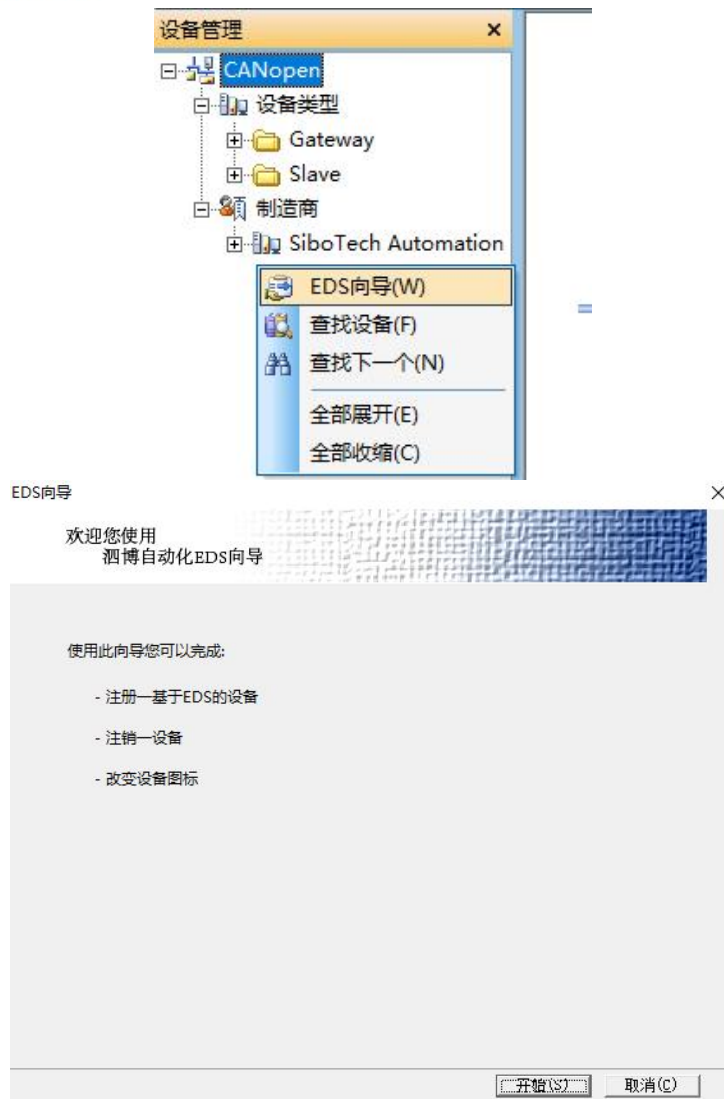 设备管理
CANopen
设备类型
Gateway
Slave
制造商
SiboTech Automation
EDS向导(W)
查找设备(F)
查找下一个(N)
全部展开(E)
全部收缩(C)
EDS向导
欢迎您使用
泗博自动化EDS向导
使用此向导您可以完成:
- 注册一基于EDS的设备
- 注销一设备
- 改变设备图标
开始(S) 取消(C)